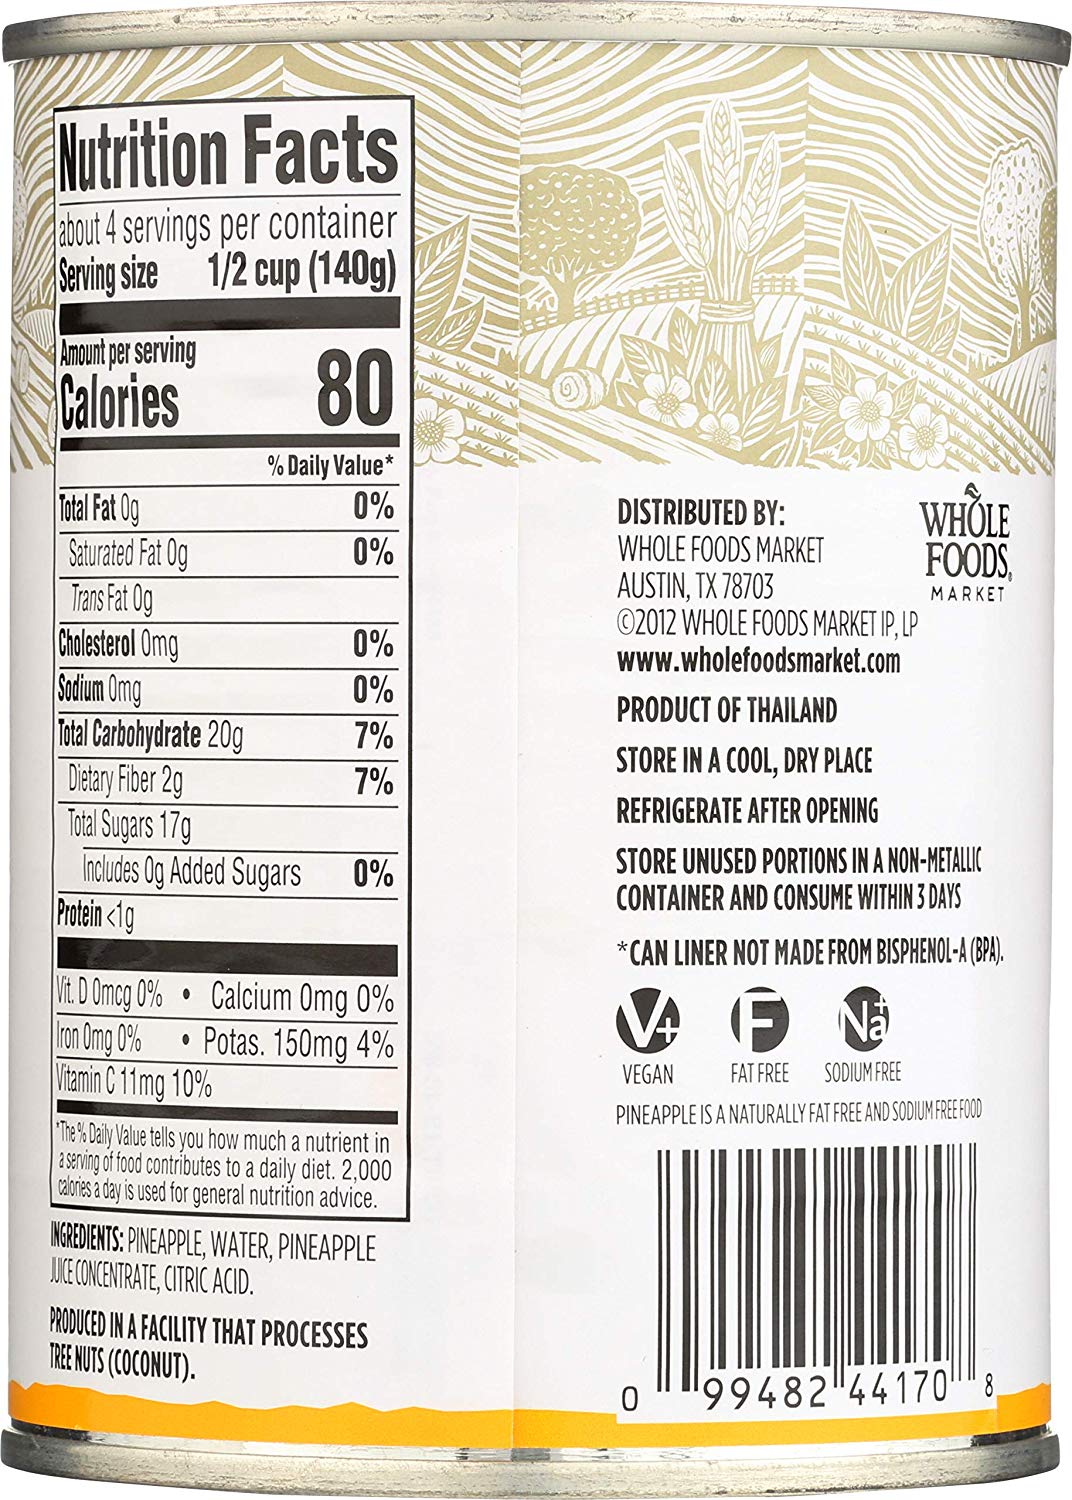 Nutrition Facts
about 4 servings per container
Serving size 1/2 cup (140g)
Amount per serving
Calories 80
% Daily Value*
Total Fat 0g 0%
Saturated Fat 0g 0%
Trans Fat 0g
Cholesterol 0mg 0%
Sodium 0mg 0%
Total Carbohydrate 20g 7%
Dietary Fiber 2g 7%
Total Sugars 17g
Includes 0g Added Sugars 0%
Protein <1g
Vit. D 0mcg 0% • Calcium 0mg 0%
Iron 0mg 0% • Potas. 150mg 4%
Vitamin C 11mg 10%
*The % Daily Value tells you how much a nutrient in
a serving of food contributes to a daily diet. 2,000
calories a day is used for general nutrition advice.
INGREDIENTS: PINEAPPLE, WATER, PINEAPPLE
JUICE CONCENTRATE, CITRIC ACID.
PRODUCED IN A FACILITY THAT PROCESSES
TREE NUTS (COCONUT).
DISTRIBUTED BY:
WHOLE FOODS MARKET
AUSTIN, TX 78703
©2012 WHOLE FOODS MARKET IP, LP
www.wholefoodsmarket.com
WHOLE
FOODS®
MARKET
PRODUCT OF THAILAND
STORE IN A COOL, DRY PLACE
REFRIGERATE AFTER OPENING
STORE UNUSED PORTIONS IN A NON-METALLIC
CONTAINER AND CONSUME WITHIN 3 DAYS
*CAN LINER NOT MADE FROM BISPHENOL-A (BPA).
V+ F Na+
VEGAN FAT FREE SODIUM FREE
PINEAPPLE IS A NATURALLY FAT FREE AND SODIUM FREE FOOD
0 99482 44170 8